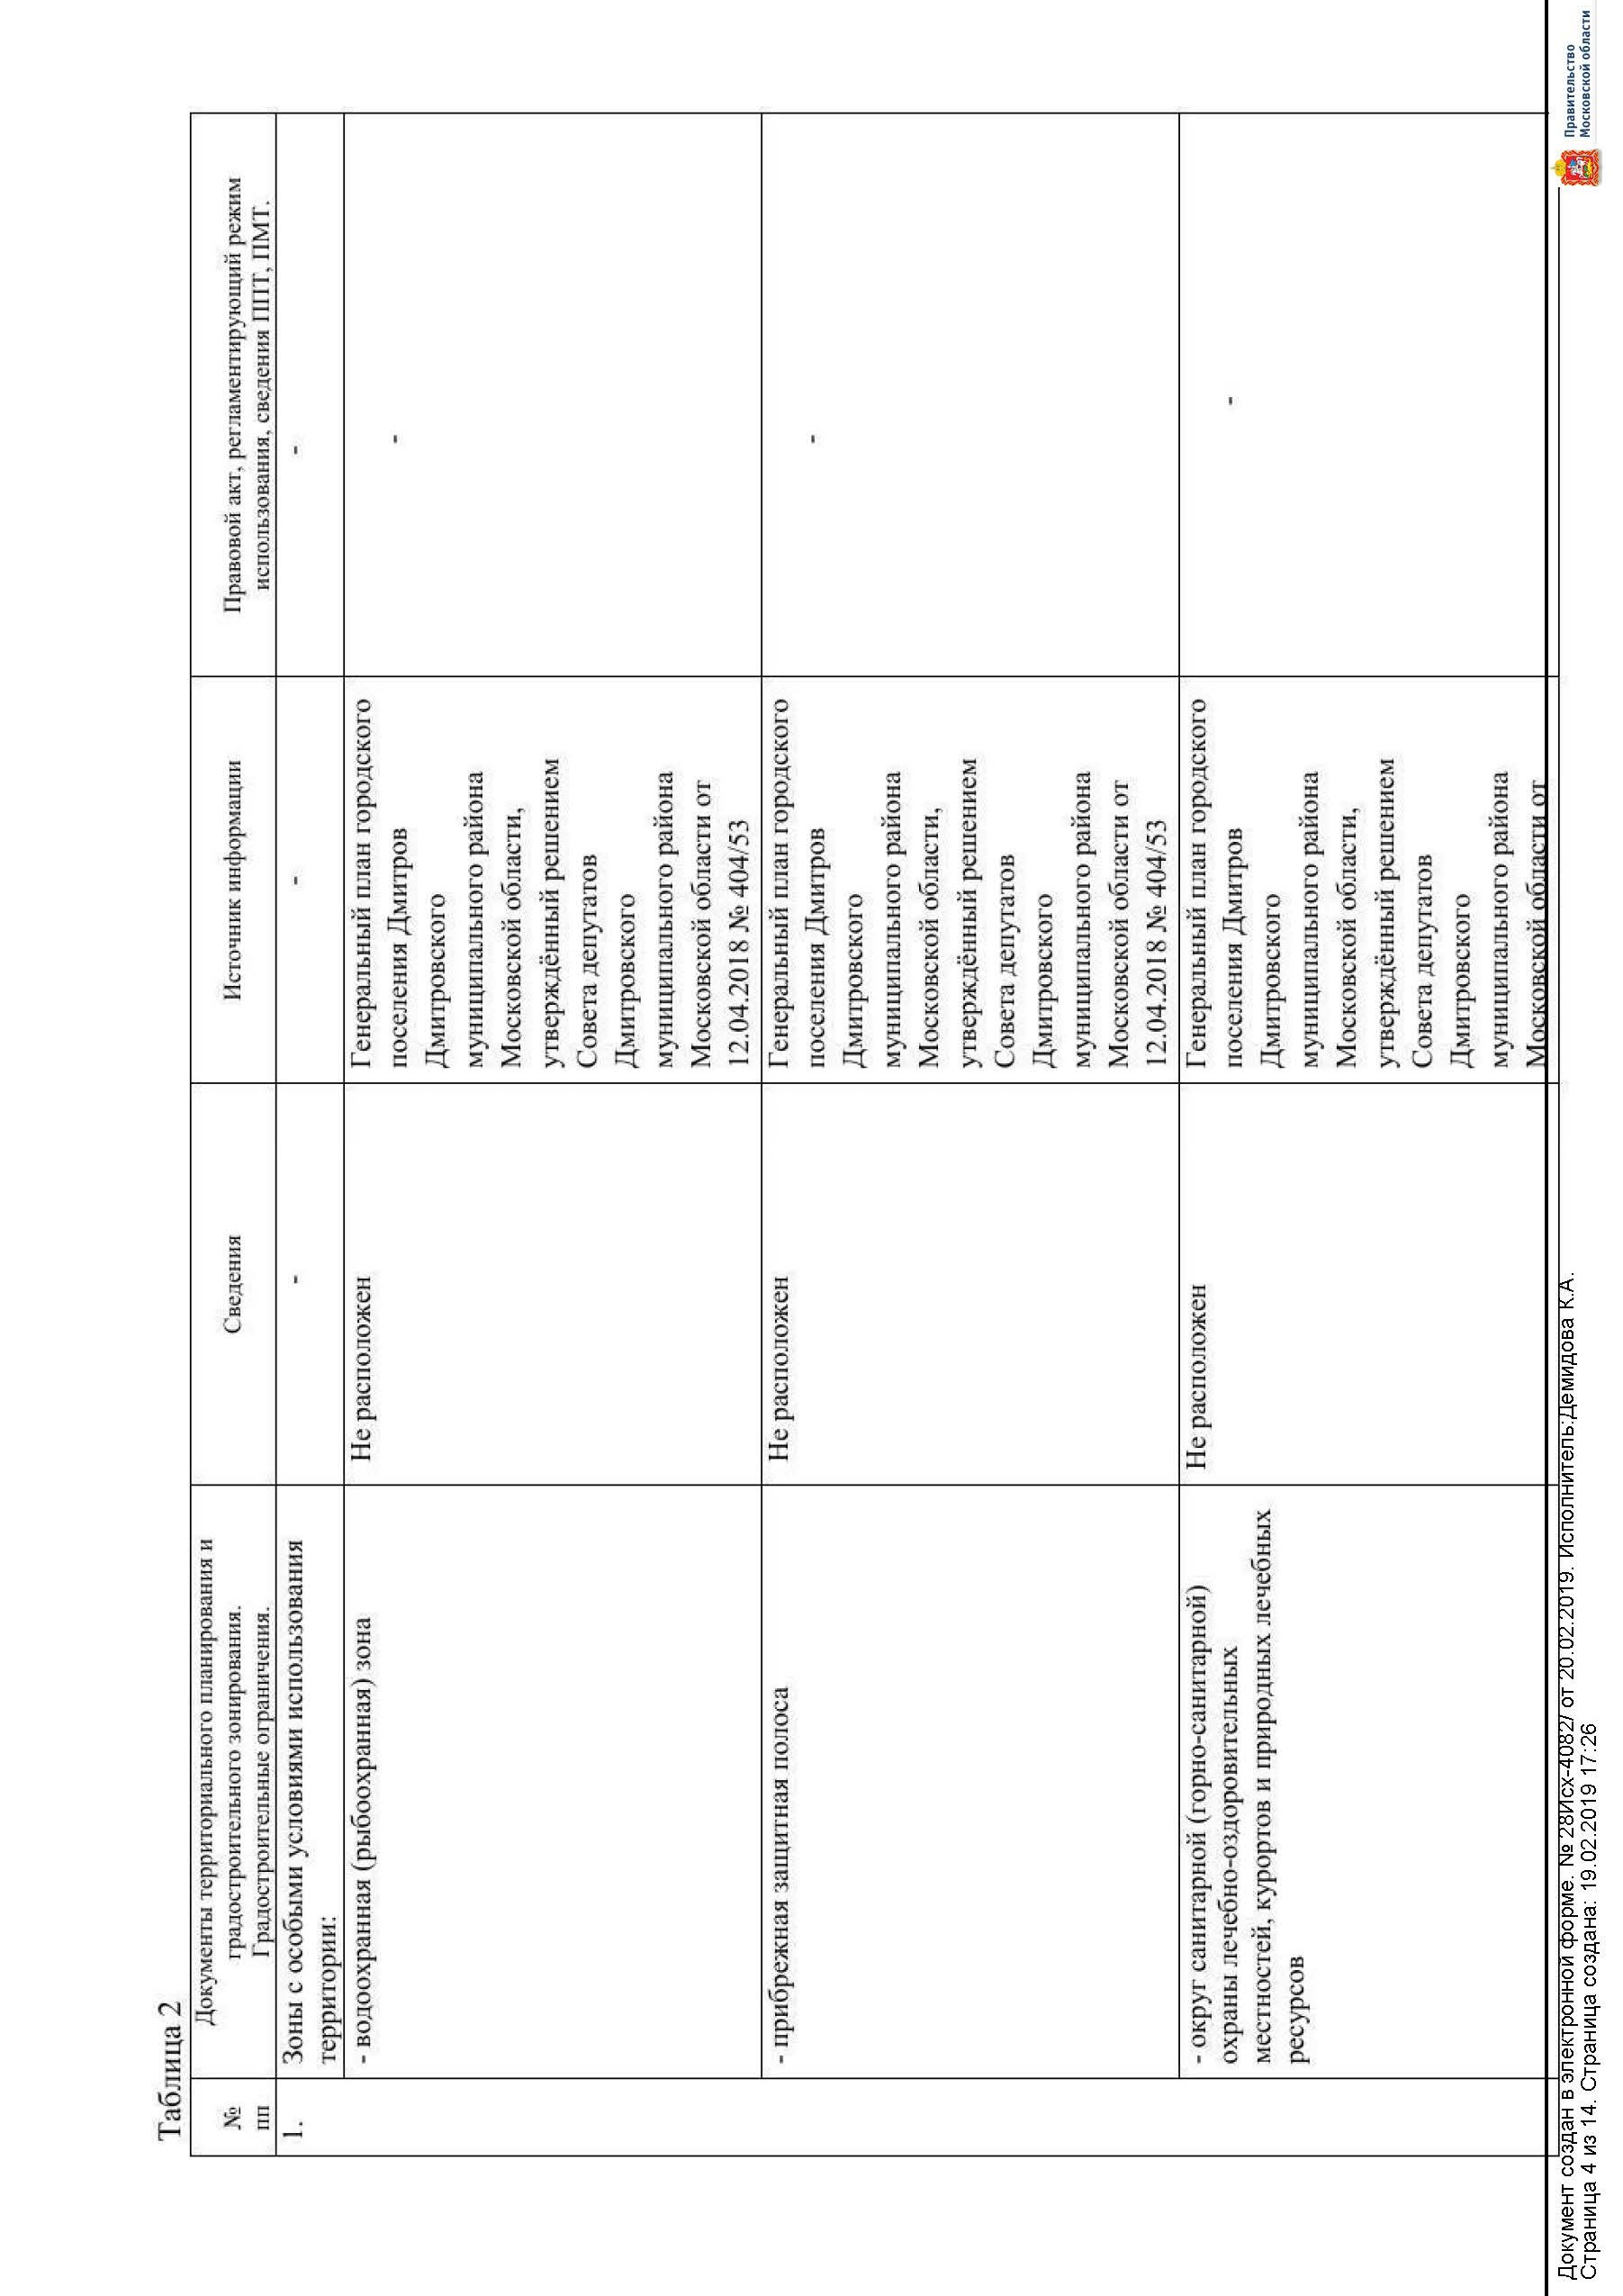 Таблица 2
№
пп
Документы территориального планирования и
градостроительного зонирования.
Градостроительные ограничения.
Сведения
Источник информации
Правовой акт, регламентирующий режим
использования, сведения ППТ, ПМТ.
1.
Зоны с особыми условиями использования
территории:
-
-
-
- водоохранная (рыбоохранная) зона
Не расположен
Генеральный план городского
поселения Дмитров
Дмитровского
муниципального района
Московской области,
утверждённый решением
Совета депутатов
Дмитровского
муниципального района
Московской области от
12.04.2018 № 404/53
-
- прибрежная защитная полоса
Не расположен
Генеральный план городского
поселения Дмитров
Дмитровского
муниципального района
Московской области,
утверждённый решением
Совета депутатов
Дмитровского
муниципального района
Московской области от
12.04.2018 № 404/53
-
- округ санитарной (горно-санитарной)
охраны лечебно-оздоровительных
местностей, курортов и природных лечебных
ресурсов
Не расположен
Генеральный план городского
поселения Дмитров
Дмитровского
муниципального района
Московской области,
утверждённый решением
Совета депутатов
Дмитровского
муниципального района
Московской области от
-
Документ создан в электронной форме. № 28Исх-4082/ от 20.02.2019. Исполнитель:Демидова К.А.
Страница 4 из 14. Страница создана: 19.02.2019 17:26
Правительство
Московской области